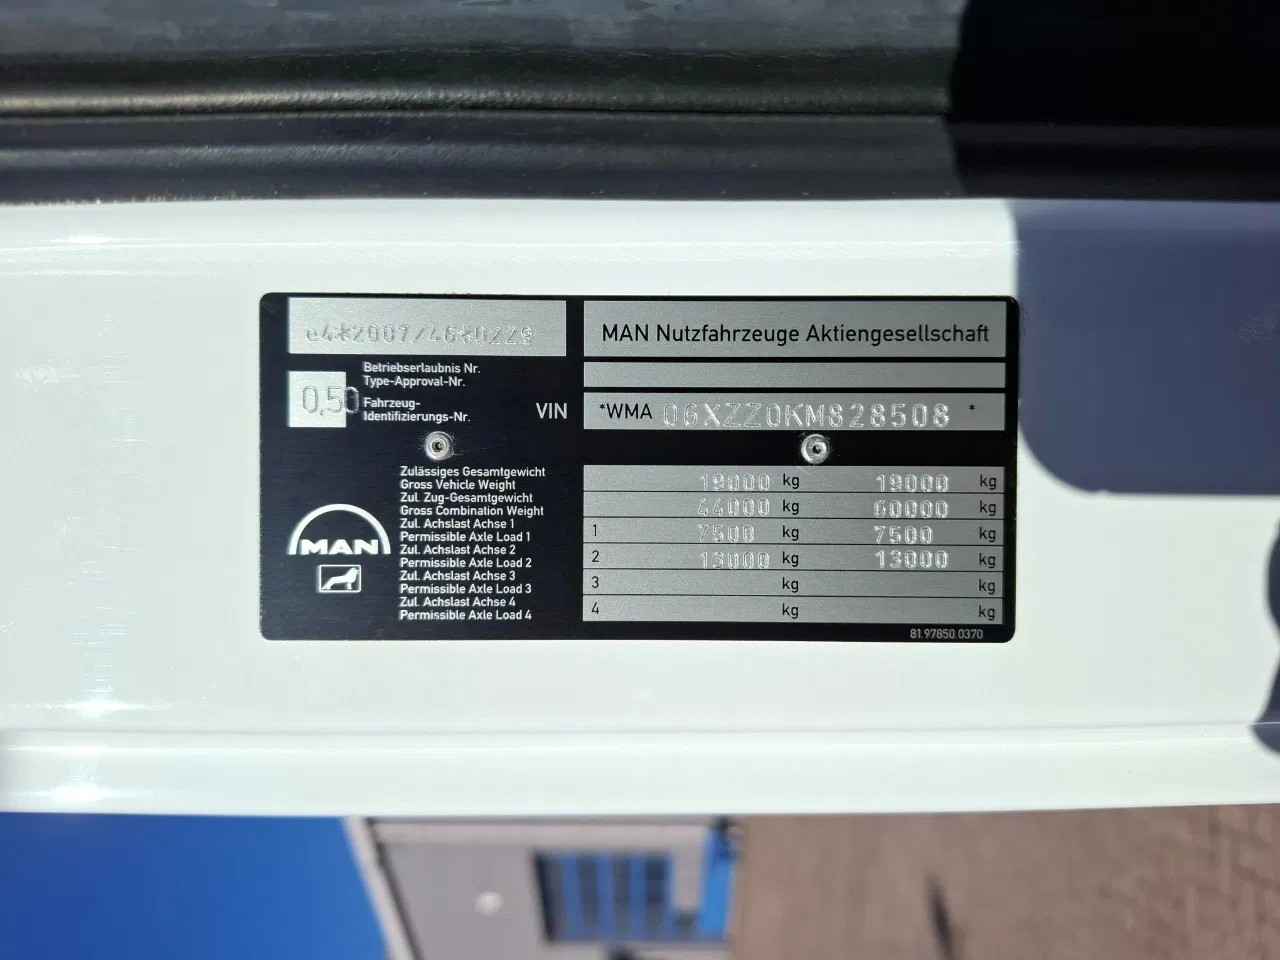 e4*2007/46*0229
MAN Nutzfahrzeuge Aktiengesellschaft
Betriebserlaubnis Nr.
Type-Approval-Nr.
0,50
Fahrzeug-
Identifizierungs-Nr.
VIN *WMA 06XZZ0KM828508 *
Zulässiges Gesamtgewicht
Gross Vehicle Weight 19000 kg 19000 kg
Zul. Zug-Gesamtgewicht
Gross Combination Weight 44000 kg 60000 kg
Zul. Achslast Achse 1
Permissible Axle Load 1 1 7500 kg 7500 kg
Zul. Achslast Achse 2
Permissible Axle Load 2 2 13000 kg 13000 kg
Zul. Achslast Achse 3
Permissible Axle Load 3 3 kg kg
Zul. Achslast Achse 4
Permissible Axle Load 4 4 kg kg
MAN
81.97850.0370